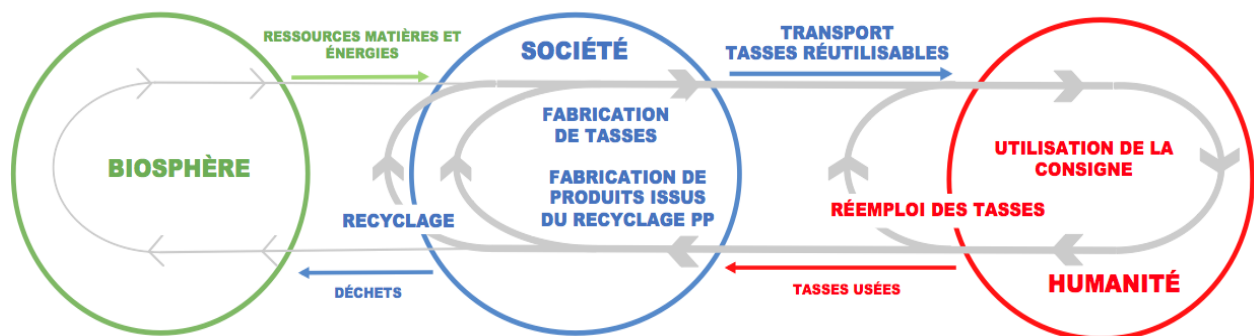 RESSOURCES MATIÈRES ET
ÉNERGIES
SOCIÉTÉ
TRANSPORT
TASSES RÉUTILISABLES
FABRICATION
DE TASSES
BIOSPHÈRE
UTILISATION DE LA
CONSIGNE
FABRICATION DE
PRODUITS ISSUS
DU RECYCLAGE PP
RECYCLAGE
RÉEMPLOI DES TASSES
DÉCHETS
TASSES USÉES
HUMANITÉ